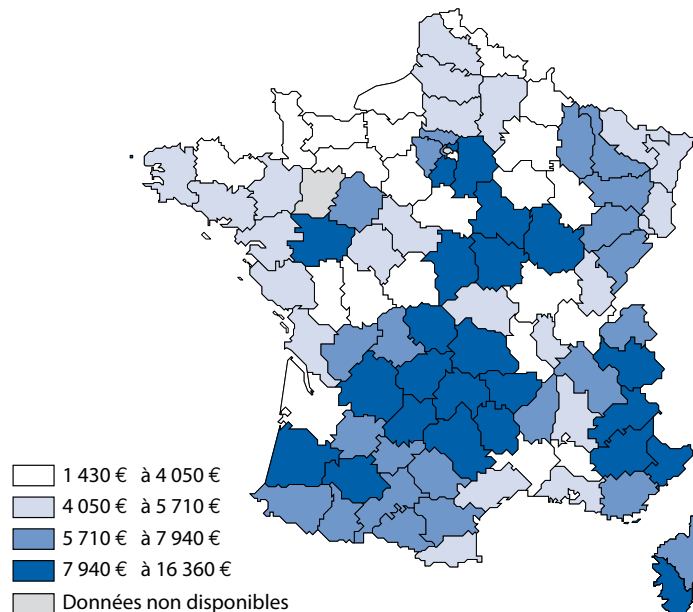 1 430 € à 4 050 €
4 050 € à 5 710 €
5 710 € à 7 940 €
7 940 € à 16 360 €
Données non disponibles